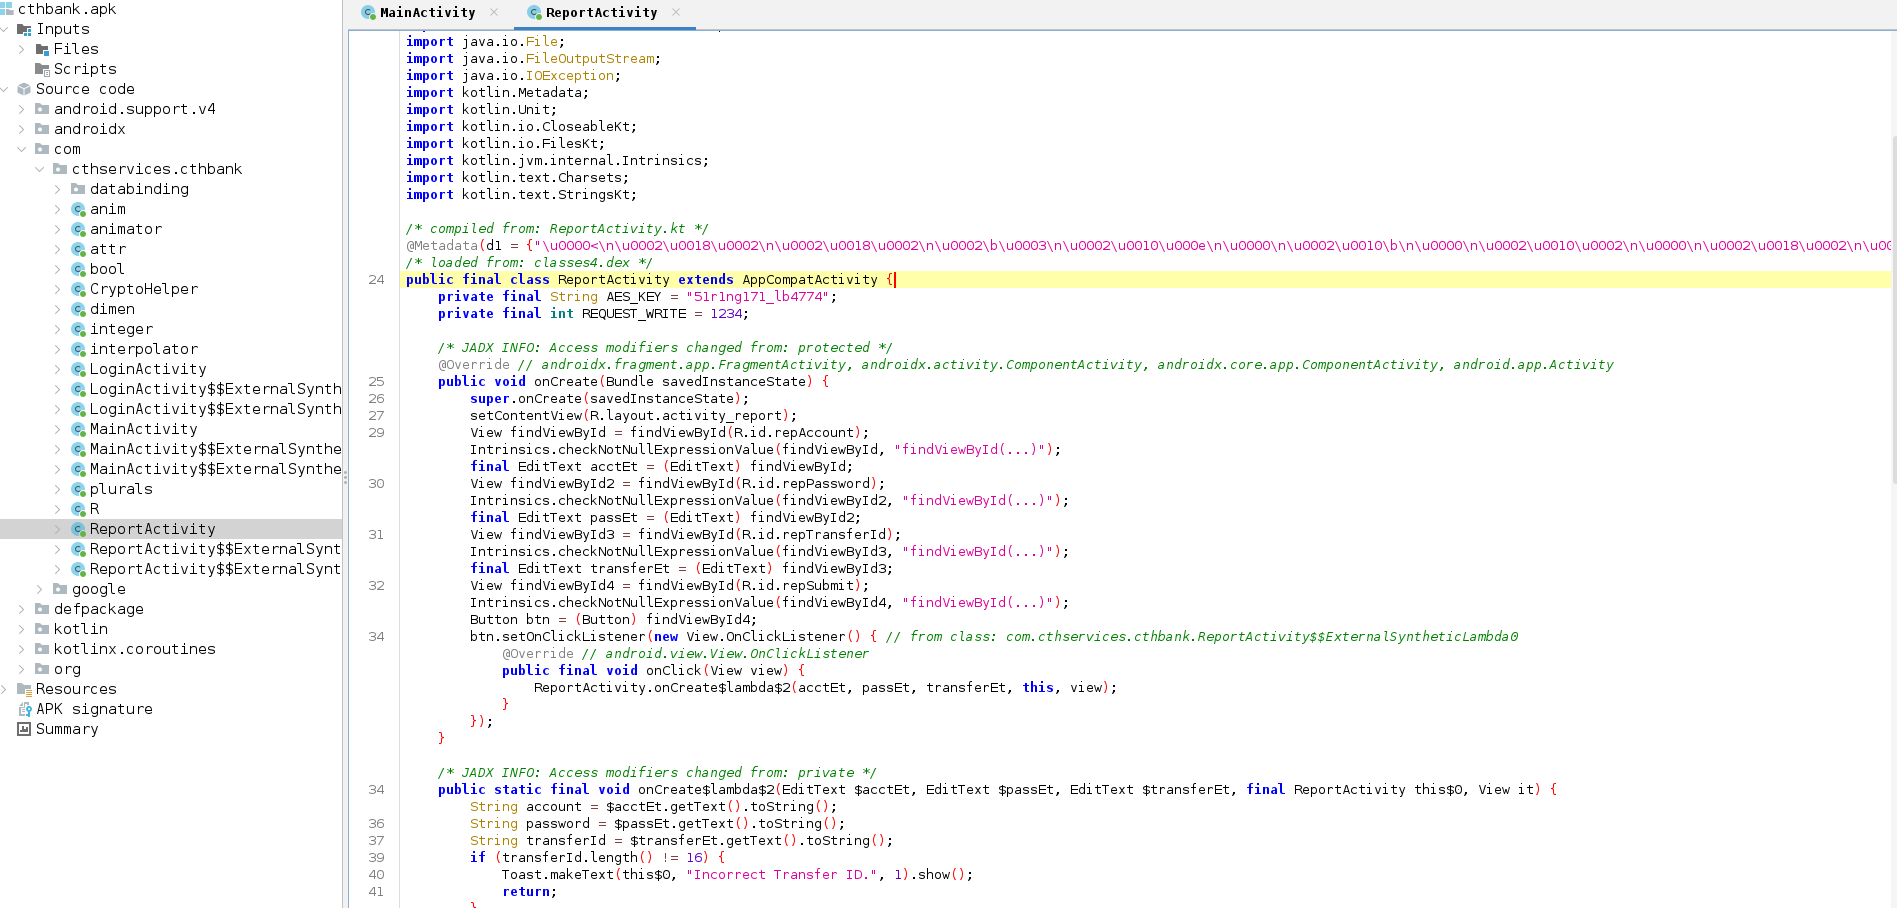 cthbank.apk
Inputs
Files
Scripts
Source code
android.support.v4
androidx
com
cthservices.cthbank
databinding
anim
animator
attr
bool
CryptoHelper
dimen
integer
interpolator
LoginActivity
LoginActivity$$ExternalSynth
LoginActivity$$ExternalSynth
MainActivity
MainActivity$$ExternalSynthe
MainActivity$$ExternalSynthe
plurals
R
ReportActivity
ReportActivity$$ExternalSynt
ReportActivity$$ExternalSynt
google
defpackage
kotlin
kotlinx.coroutines
org
Resources
APK signature
Summary
MainActivity × ReportActivity ×
import java.io.File;
import java.io.FileOutputStream;
import java.io.IOException;
import kotlin.Metadata;
import kotlin.Unit;
import kotlin.io.CloseableKt;
import kotlin.io.FilesKt;
import kotlin.jvm.internal.Intrinsics;
import kotlin.text.Charsets;
import kotlin.text.StringsKt;
/* compiled from: ReportActivity.kt */
@Metadata(d1 = {"\u0000<\n\u0002\u0018\u0002\n\u0002\u0018\u0002\n\u0002\b\u0003\n\u0002\u0010\u000e\n\u0000\n\u0002\u0010\b\n\u0000\n\u0002\u0010\u0002\n\u0000\n\u0002\u0018\u0002\n\u00
/* loaded from: classes4.dex */
24 public final class ReportActivity extends AppCompatActivity {
private final String AES_KEY = "51r1ng171_lb4774";
private final int REQUEST_WRITE = 1234;
/* JADX INFO: Access modifiers changed from: protected */
@Override // androidx.fragment.app.FragmentActivity, androidx.activity.ComponentActivity, androidx.core.app.ComponentActivity, android.app.Activity
25 public void onCreate(Bundle savedInstanceState) {
26 super.onCreate(savedInstanceState);
27 setContentView(R.layout.activity_report);
29 View findViewById = findViewById(R.id.repAccount);
Intrinsics.checkNotNullExpressionValue(findViewById, "findViewById(...)");
final EditText acctEt = (EditText) findViewById;
30 View findViewById2 = findViewById(R.id.repPassword);
Intrinsics.checkNotNullExpressionValue(findViewById2, "findViewById(...)");
final EditText passEt = (EditText) findViewById2;
31 View findViewById3 = findViewById(R.id.repTransferId);
Intrinsics.checkNotNullExpressionValue(findViewById3, "findViewById(...)");
final EditText transferEt = (EditText) findViewById3;
32 View findViewById4 = findViewById(R.id.repSubmit);
Intrinsics.checkNotNullExpressionValue(findViewById4, "findViewById(...)");
Button btn = (Button) findViewById4;
34 btn.setOnClickListener(new View.OnClickListener() { // from class: com.cthservices.cthbank.ReportActivity$$ExternalSyntheticLambda0
@Override // android.view.View.OnClickListener
public final void onClick(View view) {
ReportActivity.onCreate$lambda$2(acctEt, passEt, transferEt, this, view);
}
});
}
/* JADX INFO: Access modifiers changed from: private */
34 public static final void onCreate$lambda$2(EditText $acctEt, EditText $passEt, EditText $transferEt, final ReportActivity this$0, View it) {
String account = $acctEt.getText().toString();
36 String password = $passEt.getText().toString();
37 String transferId = $transferEt.getText().toString();
39 if (transferId.length() != 16) {
40 Toast.makeText(this$0, "Incorrect Transfer ID.", 1).show();
41 return;
}